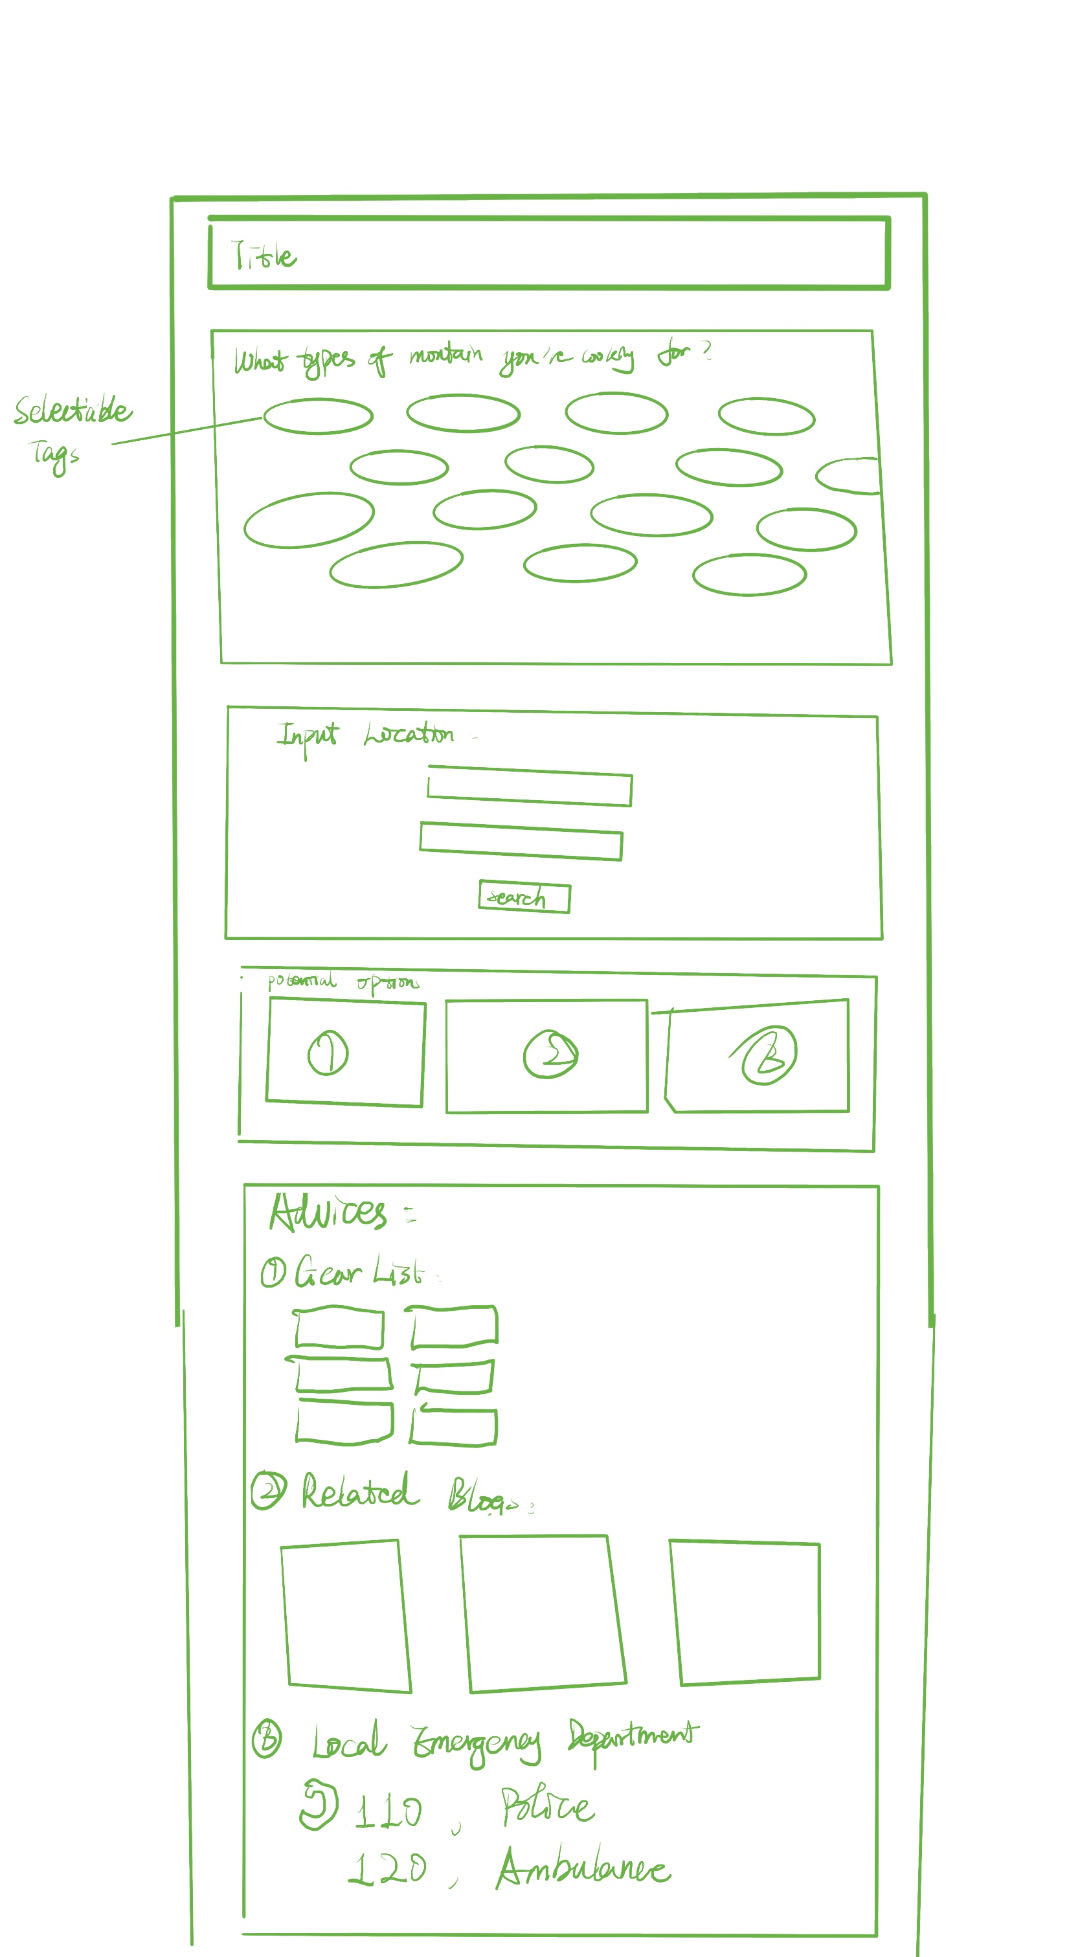 Title
What types of montain you're looking for ?
Selectable
Tags
Input Location
search
potential options
1
2
3
Advices :
① Gear List
② Related Blogs :
③ Local Emergency Department
110 , Police
120 , Ambulance